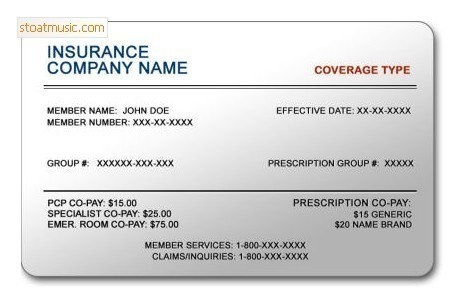 stoatmusic.com
INSURANCE
COMPANY NAME
COVERAGE TYPE
MEMBER NAME: JOHN DOE
EFFECTIVE DATE: XX-XX-XXXX
MEMBER NUMBER: XXX-XX-XXXX
GROUP #: XXXXXX-XXX-XXX
PRESCRIPTION GROUP #: XXXXX
PCP CO-PAY: $15.00
PRESCRIPTION CO-PAY:
SPECIALIST CO-PAY: $25.00
$15 GENERIC
EMER. ROOM CO-PAY: $75.00
$20 NAME BRAND
MEMBER SERVICES: 1-800-XXX-XXXX
CLAIMS/INQUIRIES: 1-800-XXX-XXXX